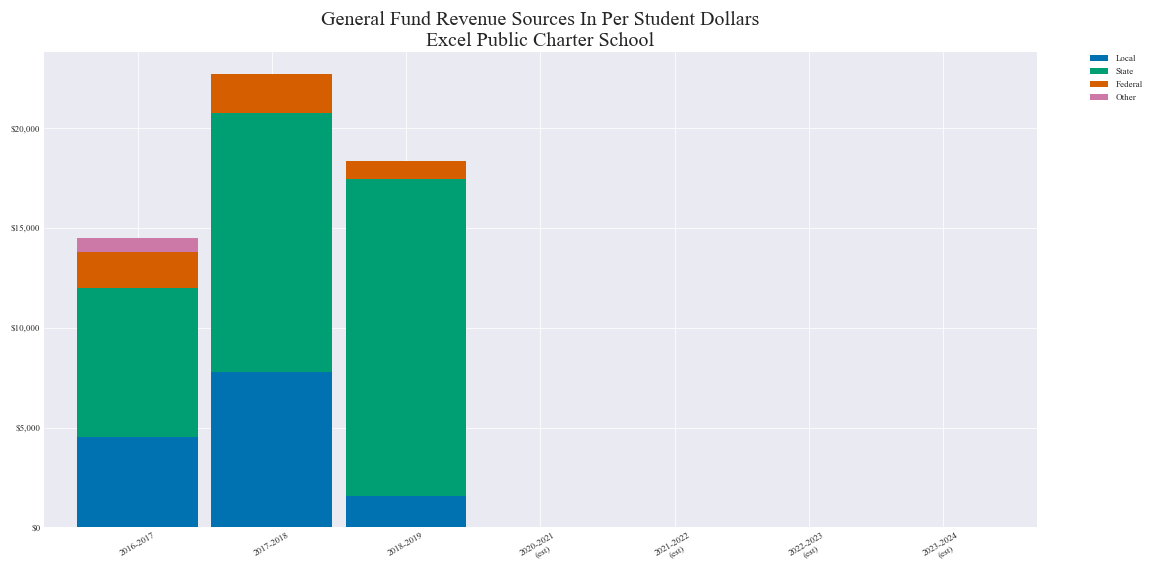 General Fund Revenue Sources In Per Student Dollars
Excel Public Charter School
Local
State
Federal
Other
$20,000
$15,000
$10,000
$5,000
$0
2016-2017
2017-2018
2018-2019
2020-2021
(est)
2021-2022
(est)
2022-2023
(est)
2023-2024
(est)